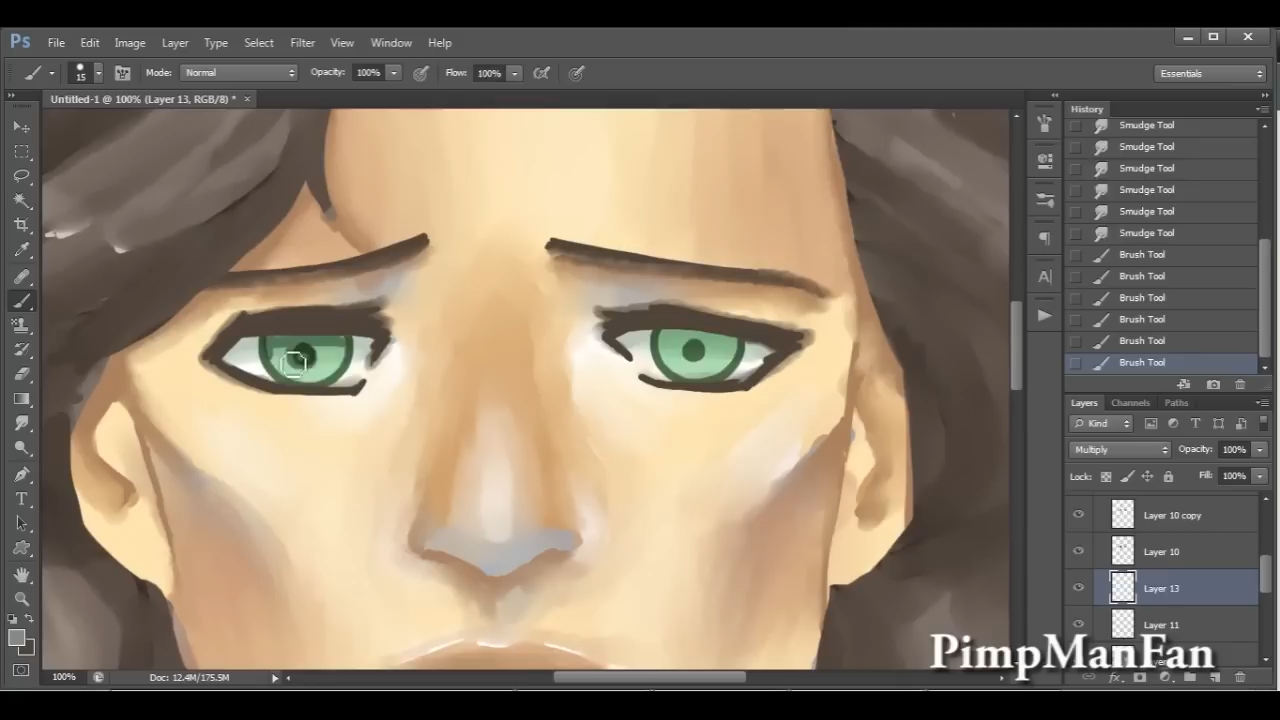 Ps File Edit Image Layer Type Select Filter View Window Help
15 Mode: Normal Opacity: 100% Flow: 100% Essentials
Untitled-1 @ 100% (Layer 13, RGB/8) * ×
History
Smudge Tool
Smudge Tool
Smudge Tool
Smudge Tool
Smudge Tool
Smudge Tool
Brush Tool
Brush Tool
Brush Tool
Brush Tool
Brush Tool
Brush Tool
Layers Channels Paths
Kind
Multiply Opacity: 100%
Lock: Fill: 100%
Layer 10 copy
Layer 10
Layer 13
Layer 11
PimpManFan
100% Doc: 12.4M/175.5M